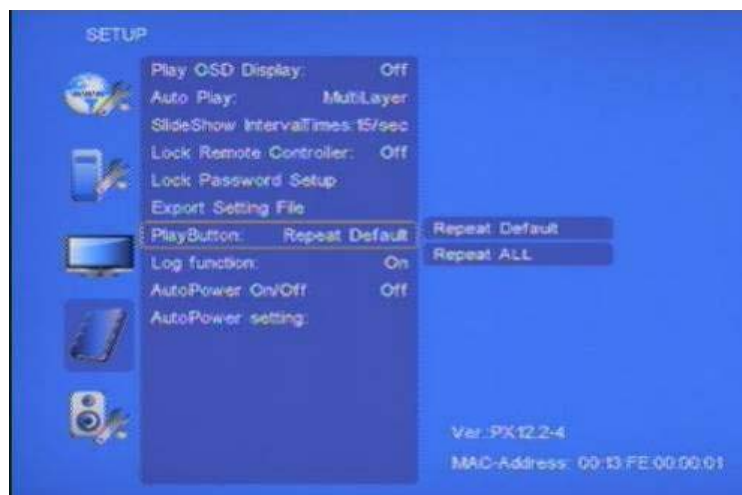 SETUP
Play OSD Display: Off
Auto Play: MultiLayer
SlideShow IntervalTimes:15/sec
Lock Remote Controller: Off
Lock Password Setup
Export Setting File
PlayButton: Repeat Default
Repeat Default
Repeat ALL
Log function: On
AutoPower On/Off Off
AutoPower setting:
Ver.:PX12.2-4
MAC-Address: 00:13:FE:00:00:01